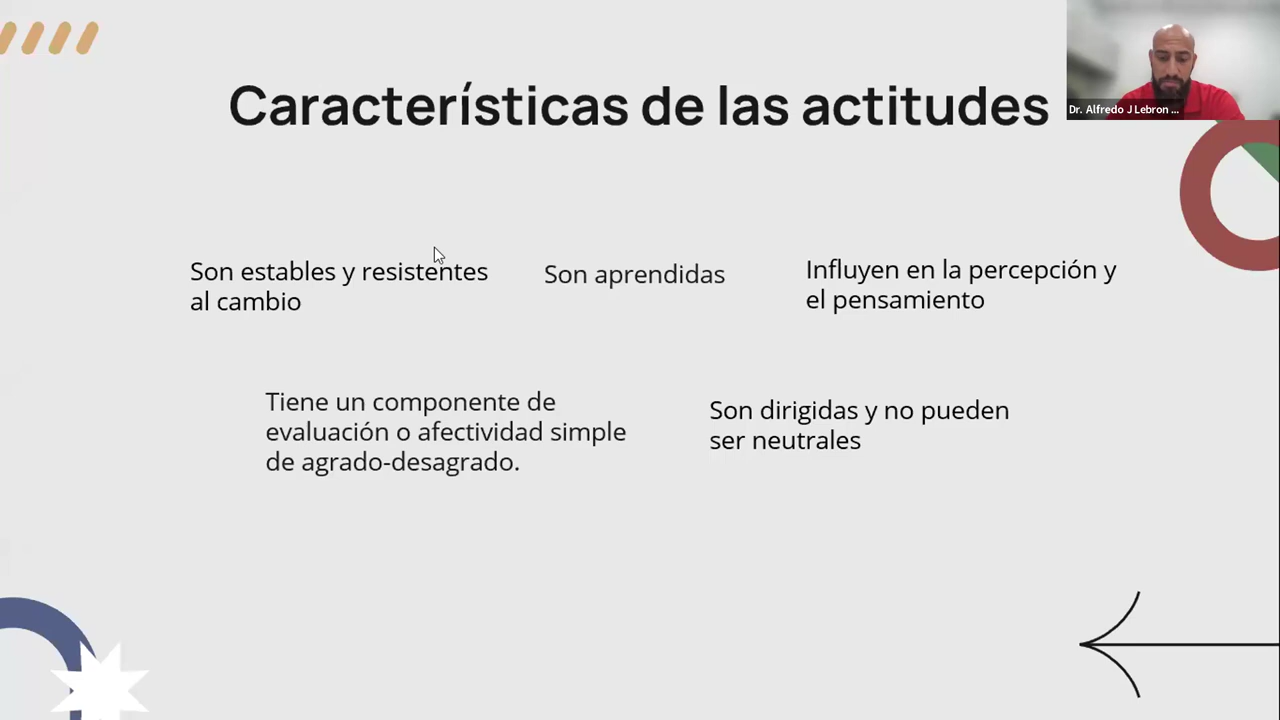 Características de las actitudes
Dr. Alfredo J Lebron ...
Son estables y resistentes
al cambio
Son aprendidas
Influyen en la percepción y
el pensamiento
Tiene un componente de
evaluación o afectividad simple
de agrado-desagrado.
Son dirigidas y no pueden
ser neutrales